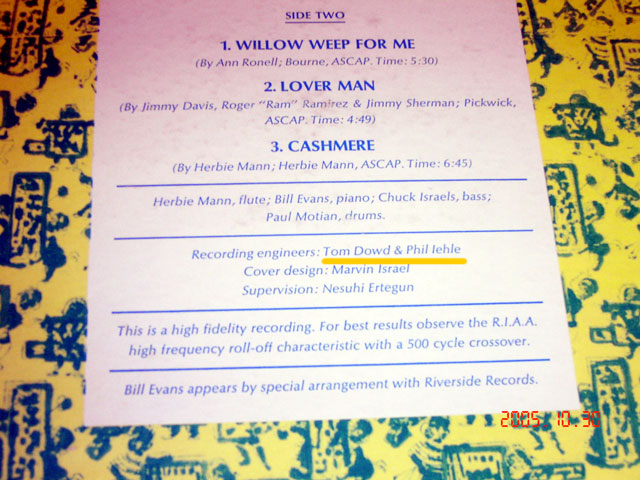 SIDE TWO
1. WILLOW WEEP FOR ME
(By Ann Ronell; Bourne, ASCAP. Time: 5:30)
2. LOVER MAN
(By Jimmy Davis, Roger "Ram" Ramirez & Jimmy Sherman; Pickwick,
ASCAP. Time: 4:49)
3. CASHMERE
(By Herbie Mann; Herbie Mann, ASCAP. Time: 6:45)
Herbie Mann, flute; Bill Evans, piano; Chuck Israels, bass;
Paul Motian, drums.
Recording engineers: Tom Dowd & Phil Iehle
Cover design: Marvin Israel
Supervision: Nesuhi Ertegun
This is a high fidelity recording. For best results observe the R.I.A.A.
high frequency roll-off characteristic with a 500 cycle crossover.
Bill Evans appears by special arrangement with Riverside Records.
2005 10.30